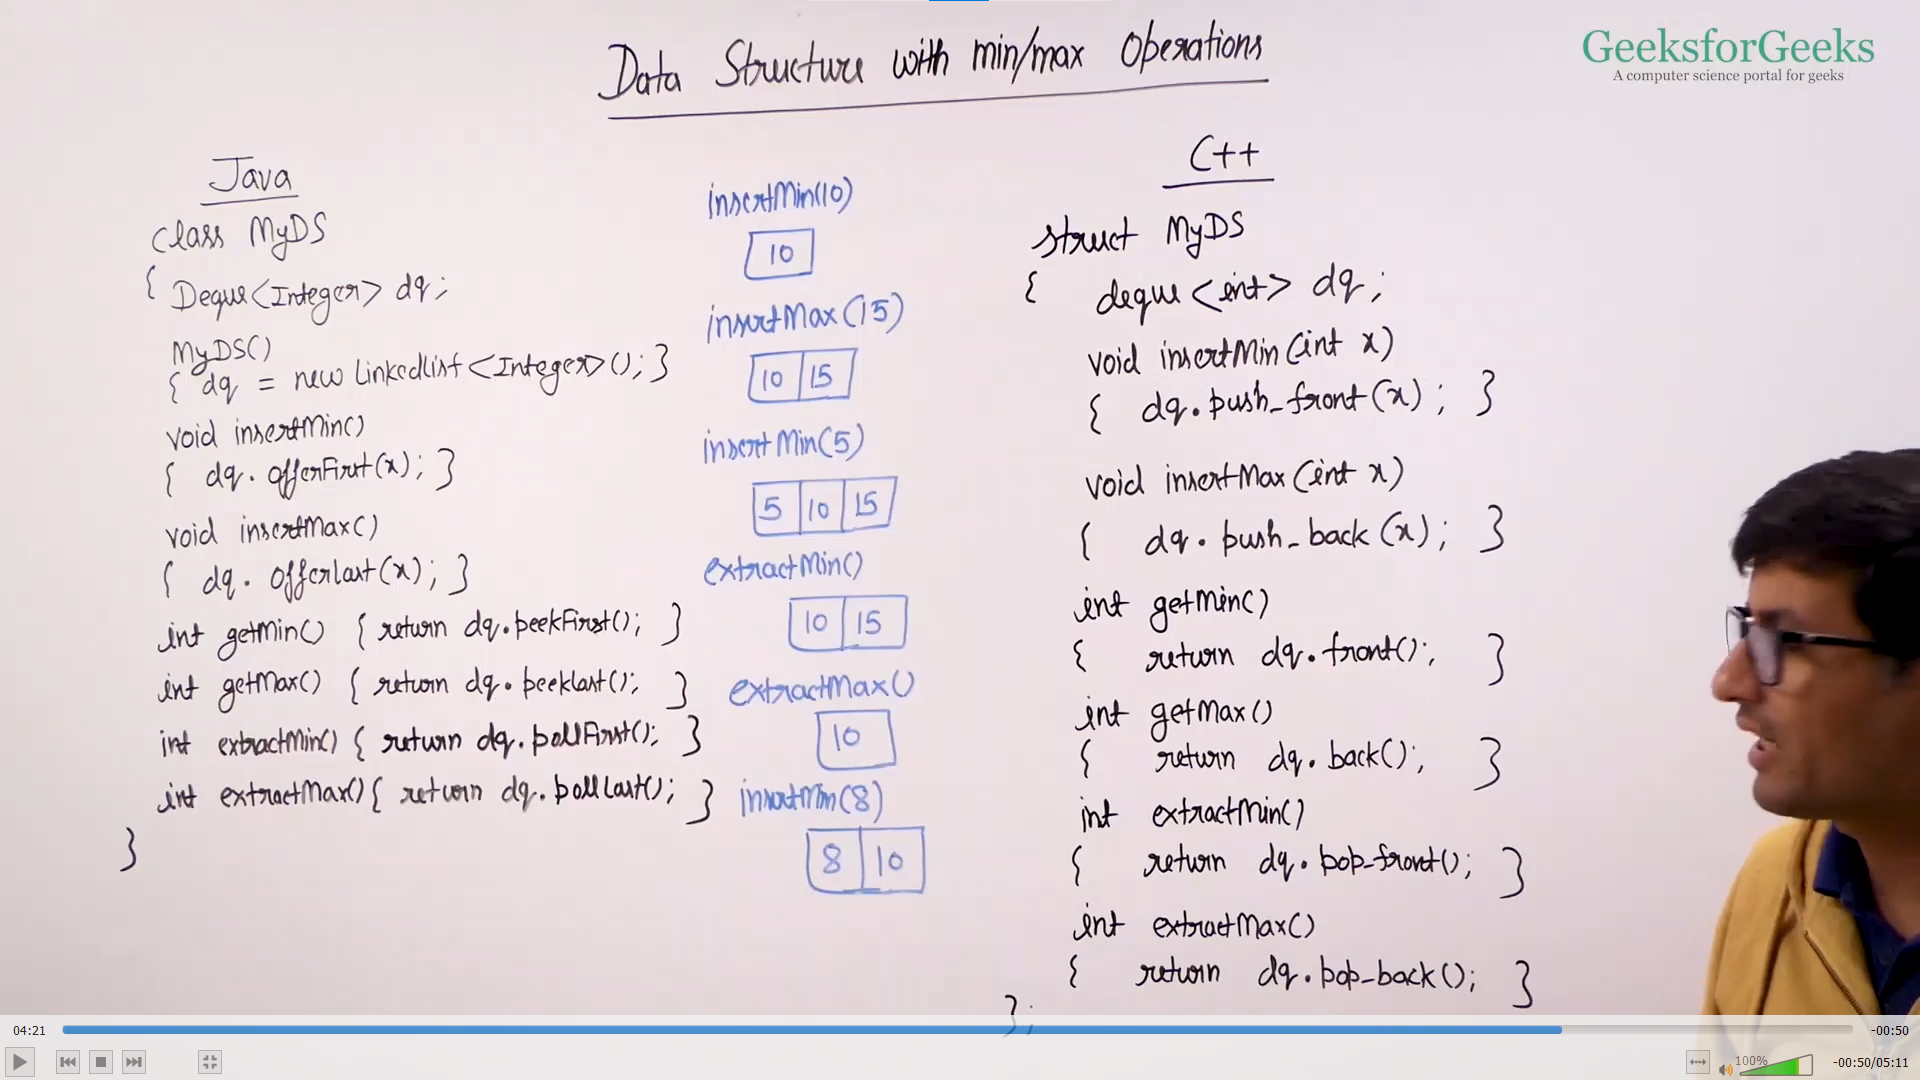 Data Structure with min/max Operations
GeeksforGeeks
A computer science portal for geeks
Java
class MyDS
{ Deque<Integer> dq;
MyDS()
{ dq = new LinkedList<Integer>(); }
void insertMin()
{ dq.offerFirst(x); }
void insertMax()
{ dq.offerLast(x); }
int getMin() { return dq.peekFirst(); }
int getMax() { return dq.peekLast(); }
int extractMin() { return dq.pollFirst(); }
int extractMax() { return dq.pollLast(); }
}
insertMin(10)
10
insertMax(15)
10 15
insertMin(5)
5 10 15
extractMin()
10 15
extractMax()
10
insertMin(8)
8 10
C++
struct MyDS
{ deque<int> dq;
void insertMin(int x)
{ dq.push_front(x); }
void insertMax(int x)
{ dq.push_back(x); }
int getMin()
{ return dq.front(); }
int getMax()
{ return dq.back(); }
int extractMin()
{ return dq.pop_front(); }
int extractMax()
{ return dq.pop_back(); }
};
04:21
-00:50
100%
-00:50/05:11